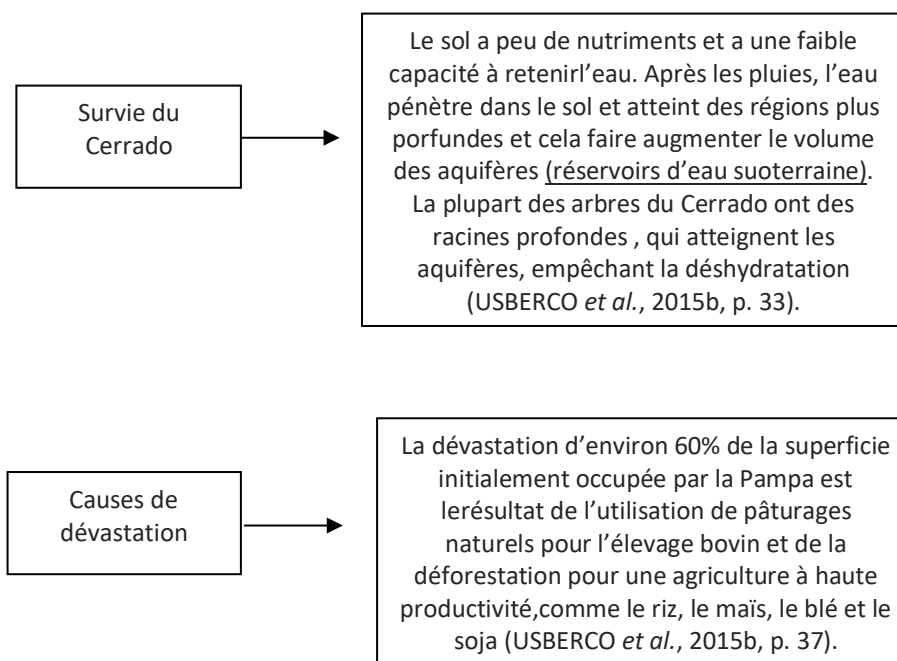 Survie du
Cerrado
Le sol a peu de nutriments et a une faible
capacité à retenirl’eau. Après les pluies, l’eau
pénètre dans le sol et atteint des régions plus
porfundes et cela faire augmenter le volume
des aquifères (réservoirs d’eau suoterraine).
La plupart des arbres du Cerrado ont des
racines profondes , qui atteignent les
aquifères, empêchant la déshydratation
(USBERCO et al., 2015b, p. 33).
Causes de
dévastation
La dévastation d’environ 60% de la superficie
initialement occupée par la Pampa est
lerésultat de l’utilisation de pâturages
naturels pour l’élevage bovin et de la
déforestation pour une agriculture à haute
productivité,comme le riz, le maïs, le blé et le
soja (USBERCO et al., 2015b, p. 37).